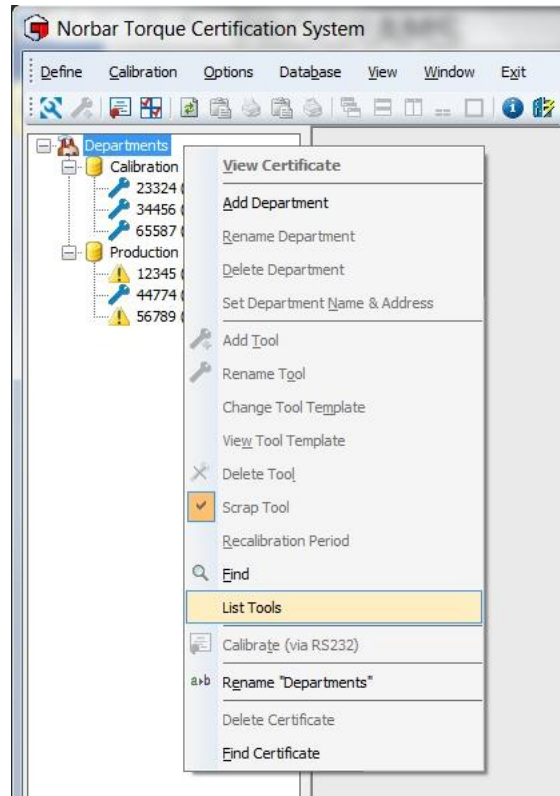 Norbar Torque Certification System
Define Calibration Options Database View Window Exit
Departments
Calibration
23324 (
34456 (
65587 (
Production
12345 (
44774 (
56789 (
View Certificate
Add Department
Rename Department
Delete Department
Set Department Name & Address
Add Tool
Rename Tool
Change Tool Template
View Tool Template
Delete Tool
Scrap Tool
Recalibration Period
Find
List Tools
Calibrate (via RS232)
a▸b Rename "Departments"
Delete Certificate
Find Certificate